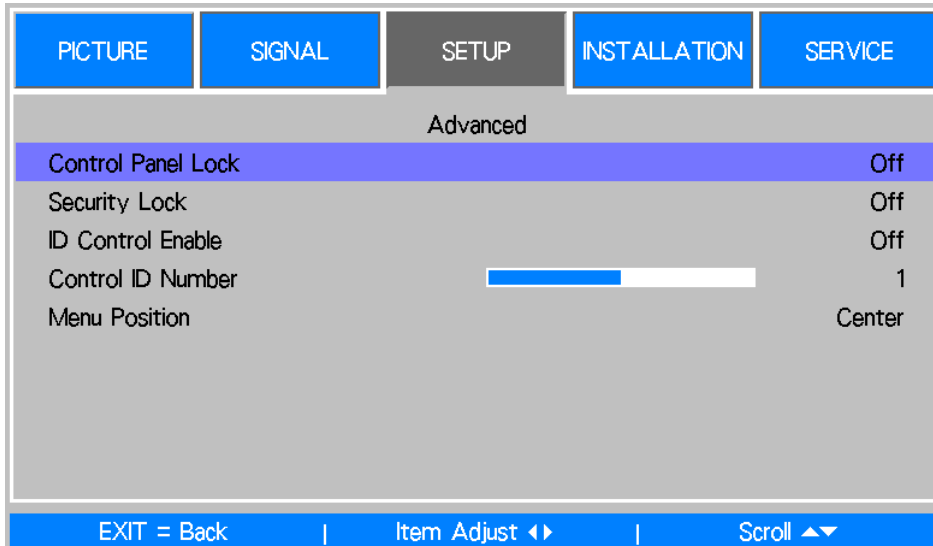 PICTURE SIGNAL SETUP INSTALLATION SERVICE
Advanced
Control Panel Lock Off
Security Lock Off
ID Control Enable Off
Control ID Number 1
Menu Position Center
EXIT = Back | Item Adjust ◂▸ | Scroll ▴▾